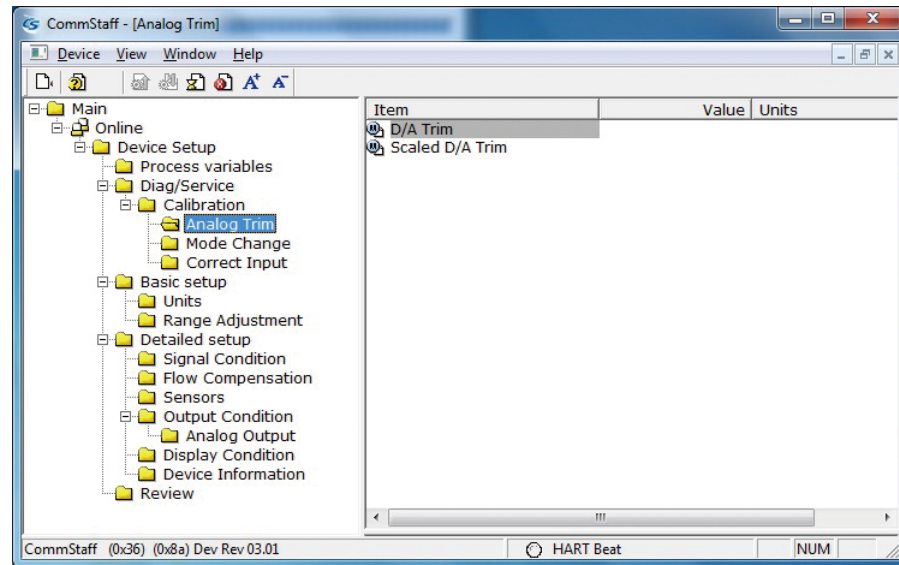 CommStaff - [Analog Trim]
Device View Window Help
Main
Online
Device Setup
Process variables
Diag/Service
Calibration
Analog Trim
Mode Change
Correct Input
Basic setup
Units
Range Adjustment
Detailed setup
Signal Condition
Flow Compensation
Sensors
Output Condition
Analog Output
Display Condition
Device Information
Review
Item Value Units
D/A Trim
Scaled D/A Trim
CommStaff (0x36) (0x8a) Dev Rev 03.01 HART Beat NUM